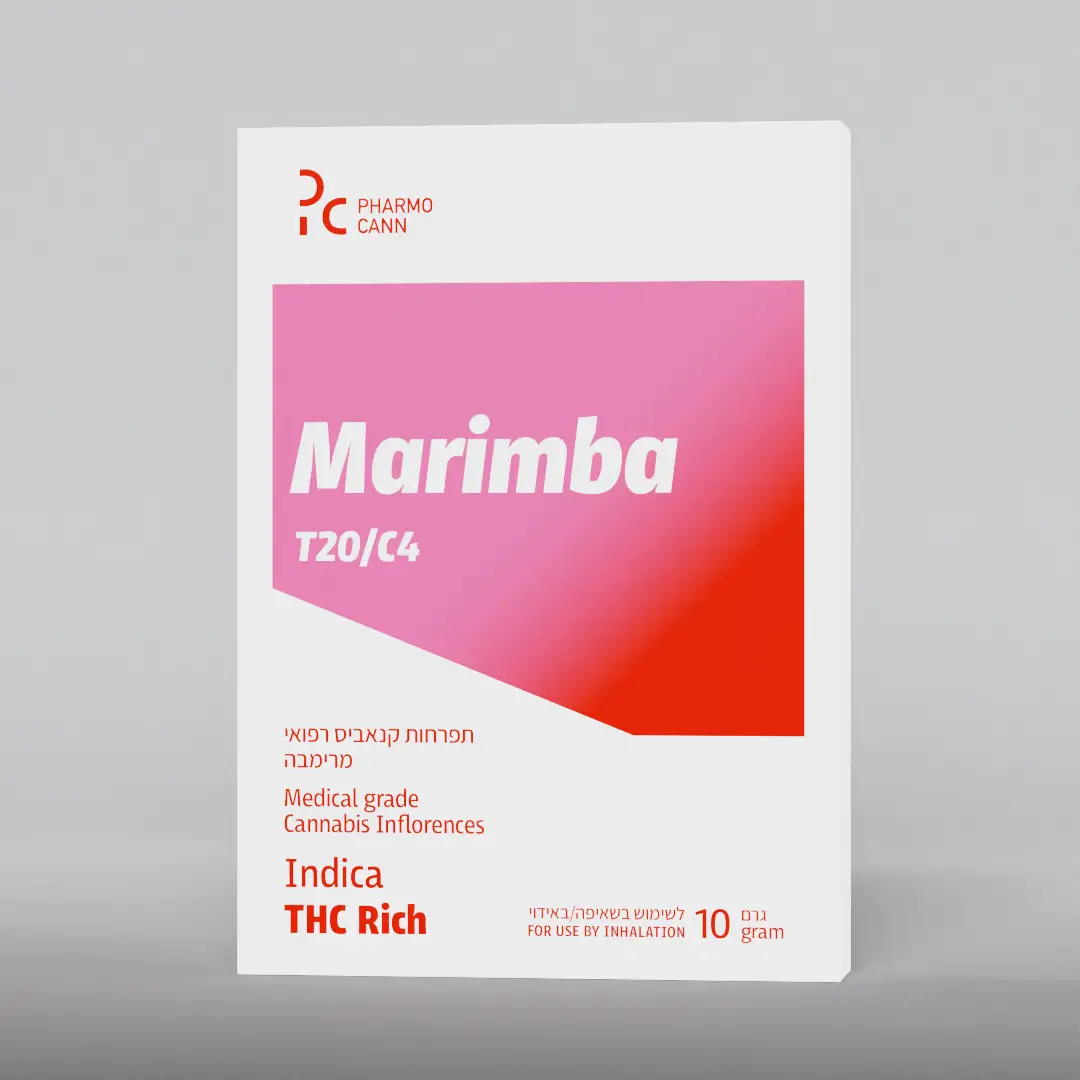 PHARMO
CANN
Marimba
T20/C4
תפרחות קנאביס רפואי
מרימבה
Medical grade
Cannabis Inflorences
Indica
THC Rich
לשימוש בשאיפה/באידוי
FOR USE BY INHALATION
10
גרם
gram